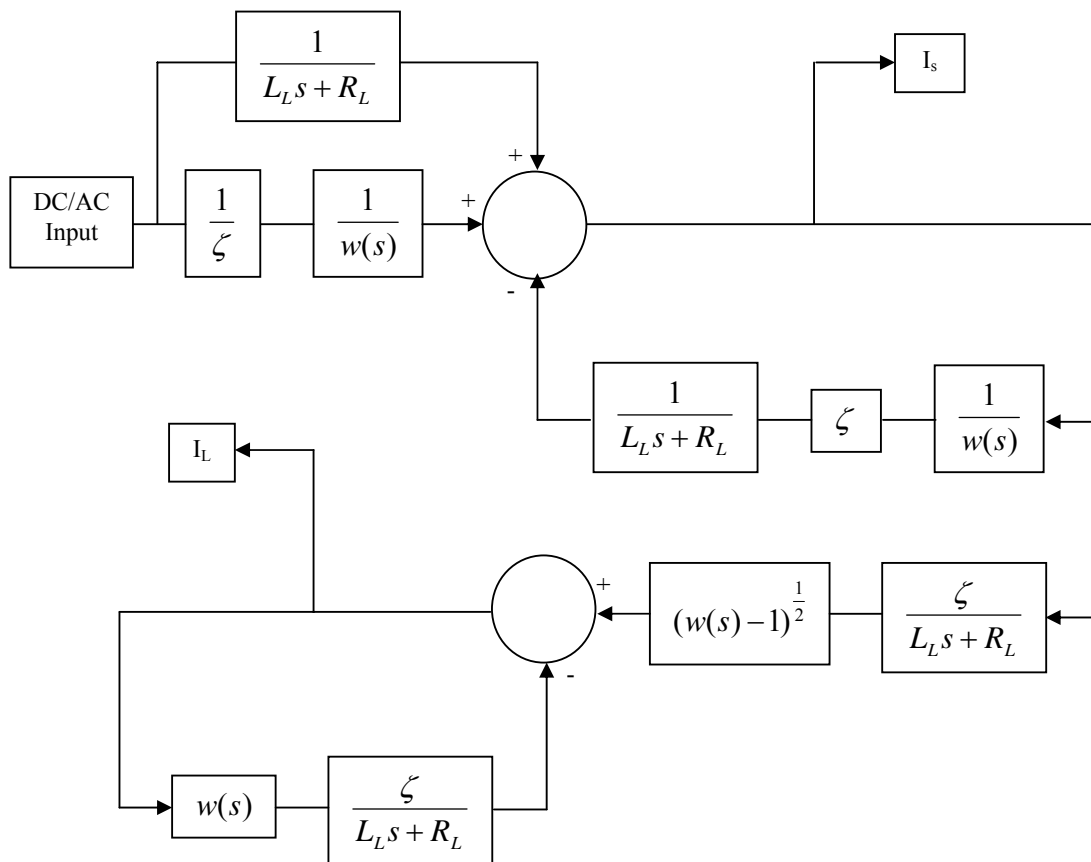 1
L_L s + R_L
I_s
+
DC/AC
Input
1
ζ
1
w(s)
+
-
1
L_L s + R_L
ζ
1
w(s)
I_L
+
(w(s) − 1)^{1/2}
ζ
L_L s + R_L
-
w(s)
ζ
L_L s + R_L